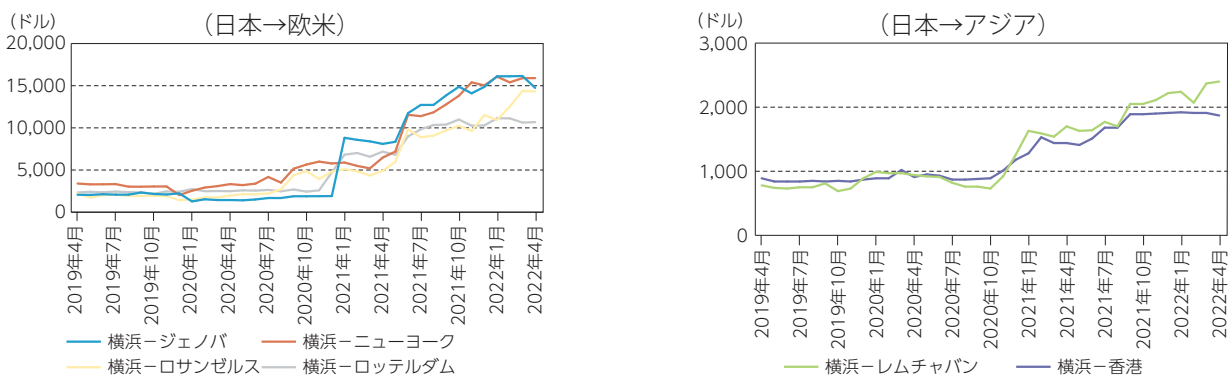 （ドル）
（日本→欧米）
20,000
15,000
10,000
5,000
0
2019年4月
2019年7月
2019年10月
2020年1月
2020年4月
2020年7月
2020年10月
2021年1月
2021年4月
2021年7月
2021年10月
2022年1月
2022年4月
横浜－ジェノバ
横浜－ニューヨーク
横浜－ロサンゼルス
横浜－ロッテルダム
（ドル）
（日本→アジア）
3,000
2,000
1,000
0
2019年4月
2019年7月
2019年10月
2020年1月
2020年4月
2020年7月
2020年10月
2021年1月
2021年4月
2021年7月
2021年10月
2022年1月
2022年4月
横浜－レムチャバン
横浜－香港